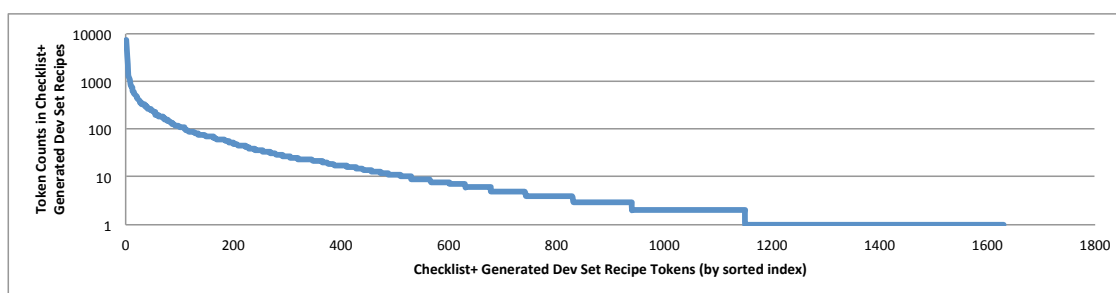 Token Counts in Checklist+
Generated Dev Set Recipes
10000
1000
100
10
1
0 200 400 600 800 1000 1200 1400 1600 1800
Checklist+ Generated Dev Set Recipe Tokens (by sorted index)